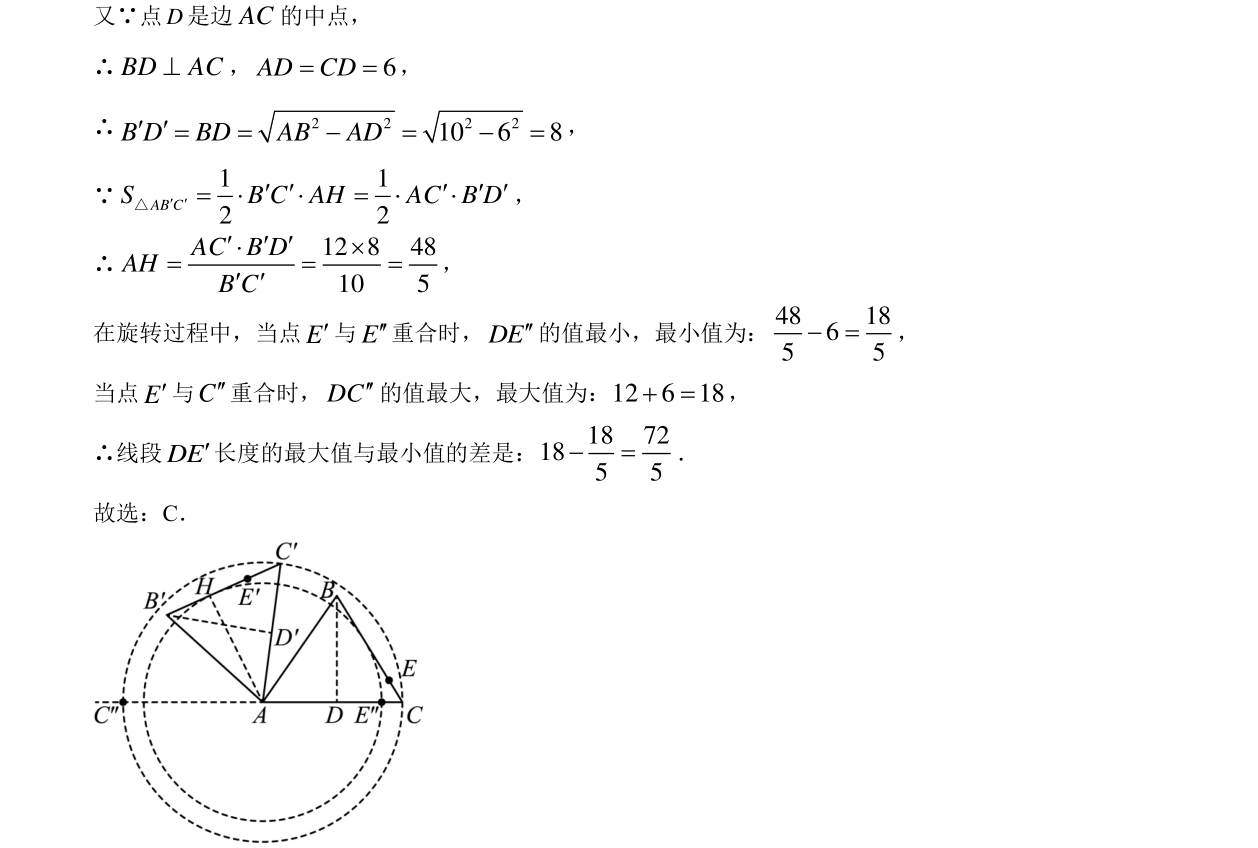 又∵点D是边AC的中点，
∴BD⊥AC，AD=CD=6，
∴B′D′=BD=√(AB²−AD²)=√(10²−6²)=8，
∵S△AB′C′=1/2·B′C′·AH=1/2·AC′·B′D′，
∴AH=AC′·B′D′/B′C′=12×8/10=48/5，
在旋转过程中，当点E′与E″重合时，DE″的值最小，最小值为：48/5−6=18/5，
当点E′与C″重合时，DC″的值最大，最大值为：12+6=18，
∴线段DE′长度的最大值与最小值的差是：18−18/5=72/5．
故选：C．
C′
H
B′
E′
B
D′
E
C″
A
D
E″
C